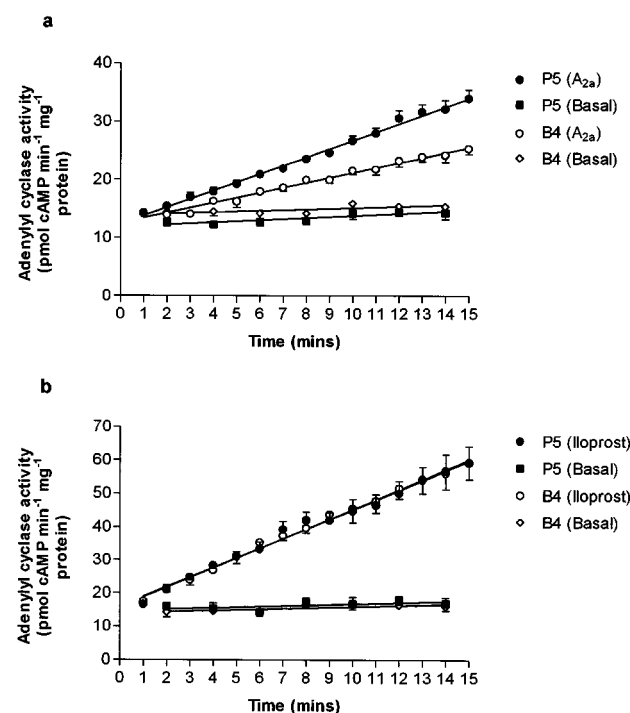 a
Adenylyl cyclase activity
(pmol cAMP min⁻¹ mg⁻¹
protein)
40
30
20
10
0
0 1 2 3 4 5 6 7 8 9 10 11 12 13 14 15
Time (mins)
P5 (A₂ₐ)
P5 (Basal)
B4 (A₂ₐ)
B4 (Basal)
b
Adenylyl cyclase activity
(pmol cAMP min⁻¹ mg⁻¹
protein)
70
60
50
40
30
20
10
0
0 1 2 3 4 5 6 7 8 9 10 11 12 13 14 15
Time (mins)
P5 (Iloprost)
P5 (Basal)
B4 (Iloprost)
B4 (Basal)